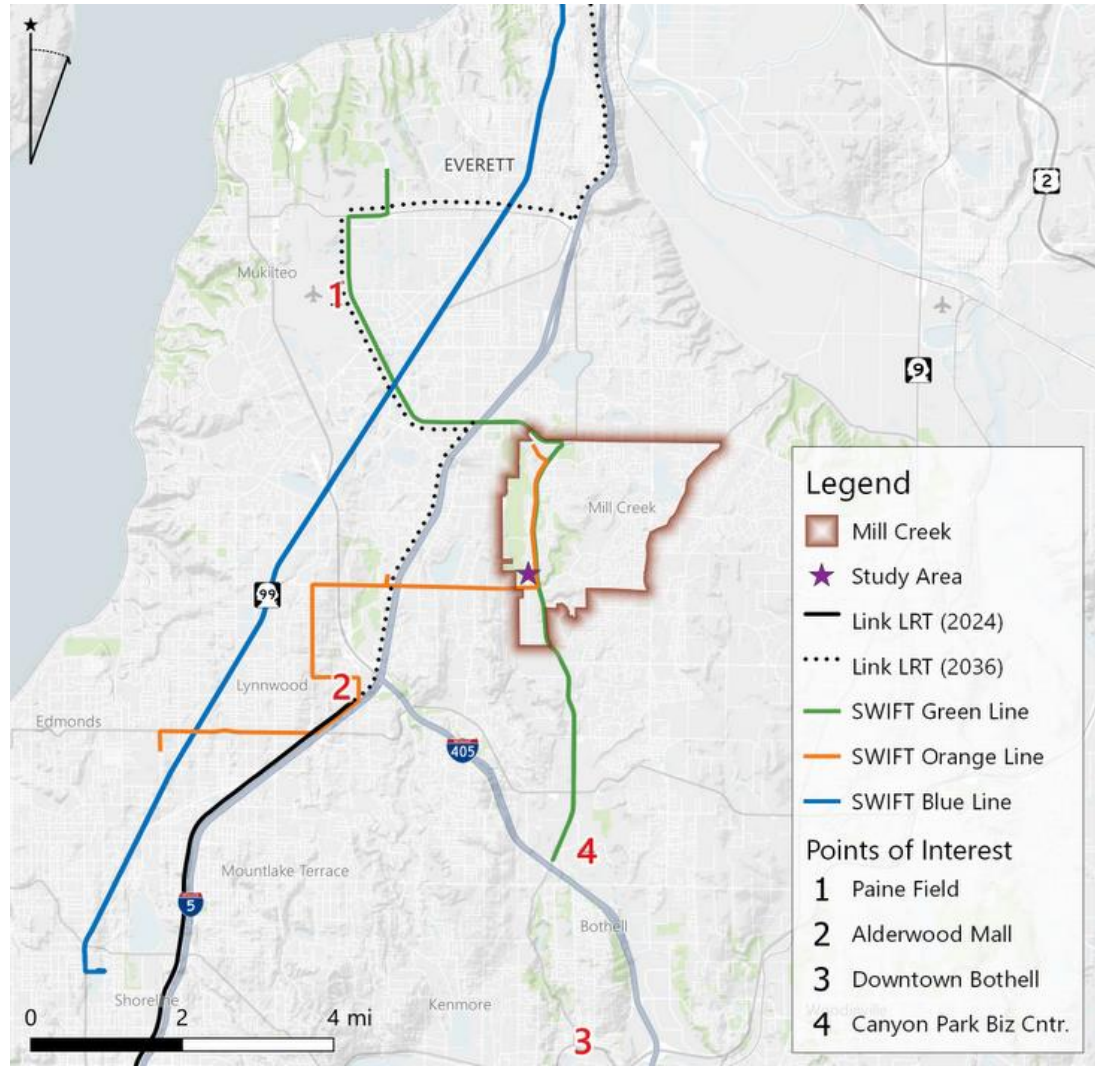 EVERETT
2
Mukilteo
1
9
Mill Creek
99
Lynnwood
2
Edmonds
405
4
Mountlake Terrace
5
Bothell
Shoreline
Kenmore
3
0 2 4 mi
Legend
Mill Creek
Study Area
Link LRT (2024)
Link LRT (2036)
SWIFT Green Line
SWIFT Orange Line
SWIFT Blue Line
Points of Interest
1 Paine Field
2 Alderwood Mall
3 Downtown Bothell
4 Canyon Park Biz Cntr.